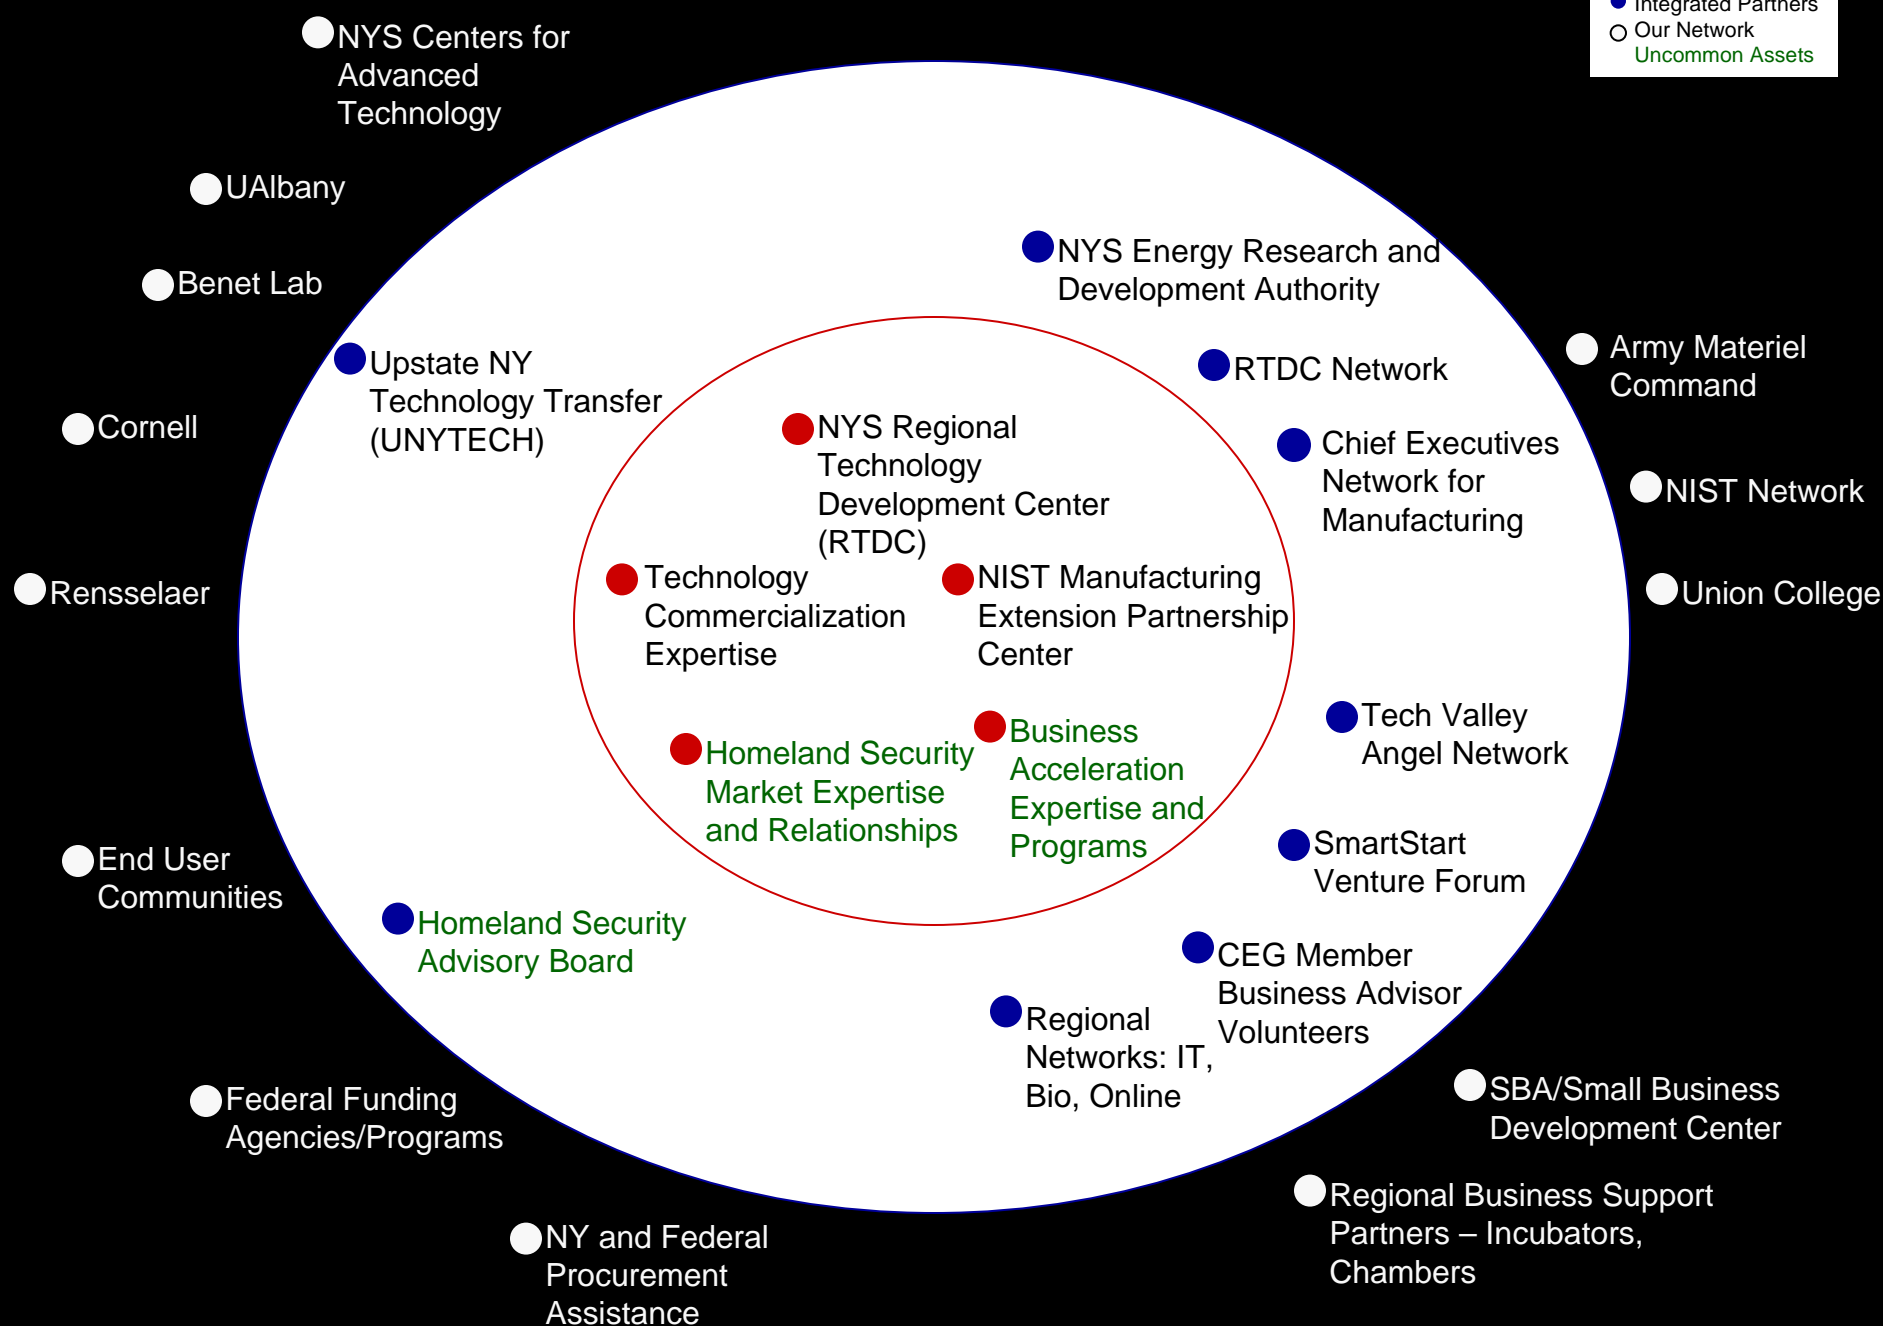 Integrated Partners
Our Network
Uncommon Assets
NYS Centers for
Advanced
Technology
UAlbany
Benet Lab
Cornell
Rensselaer
End User
Communities
Federal Funding
Agencies/Programs
NY and Federal
Procurement
Assistance
Upstate NY
Technology Transfer
(UNYTECH)
Homeland Security
Advisory Board
NYS Regional
Technology
Development Center
(RTDC)
Technology
Commercialization
Expertise
NIST Manufacturing
Extension Partnership
Center
Homeland Security
Market Expertise
and Relationships
Business
Acceleration
Expertise and
Programs
NYS Energy Research and
Development Authority
RTDC Network
Chief Executives
Network for
Manufacturing
Tech Valley
Angel Network
SmartStart
Venture Forum
CEG Member
Business Advisor
Volunteers
Regional
Networks: IT,
Bio, Online
Army Materiel
Command
NIST Network
Union College
SBA/Small Business
Development Center
Regional Business Support
Partners – Incubators,
Chambers